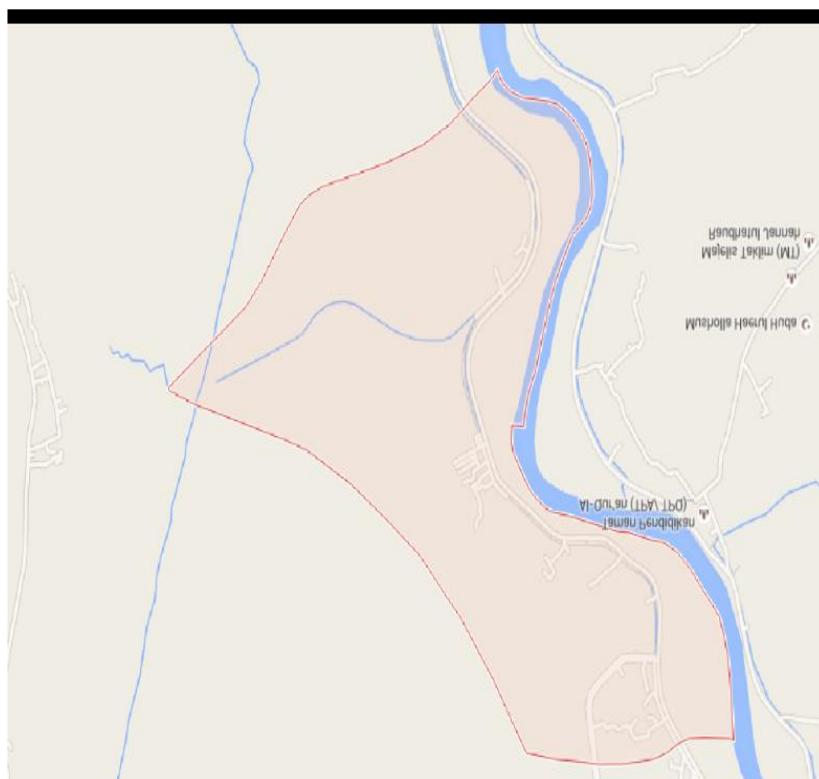 Majelis Taklim (MT)
Raudhatul Jannah
Musholla Haerul Huda
Taman Pendidikan
Al-Qur'an (TPA/ TPQ)...